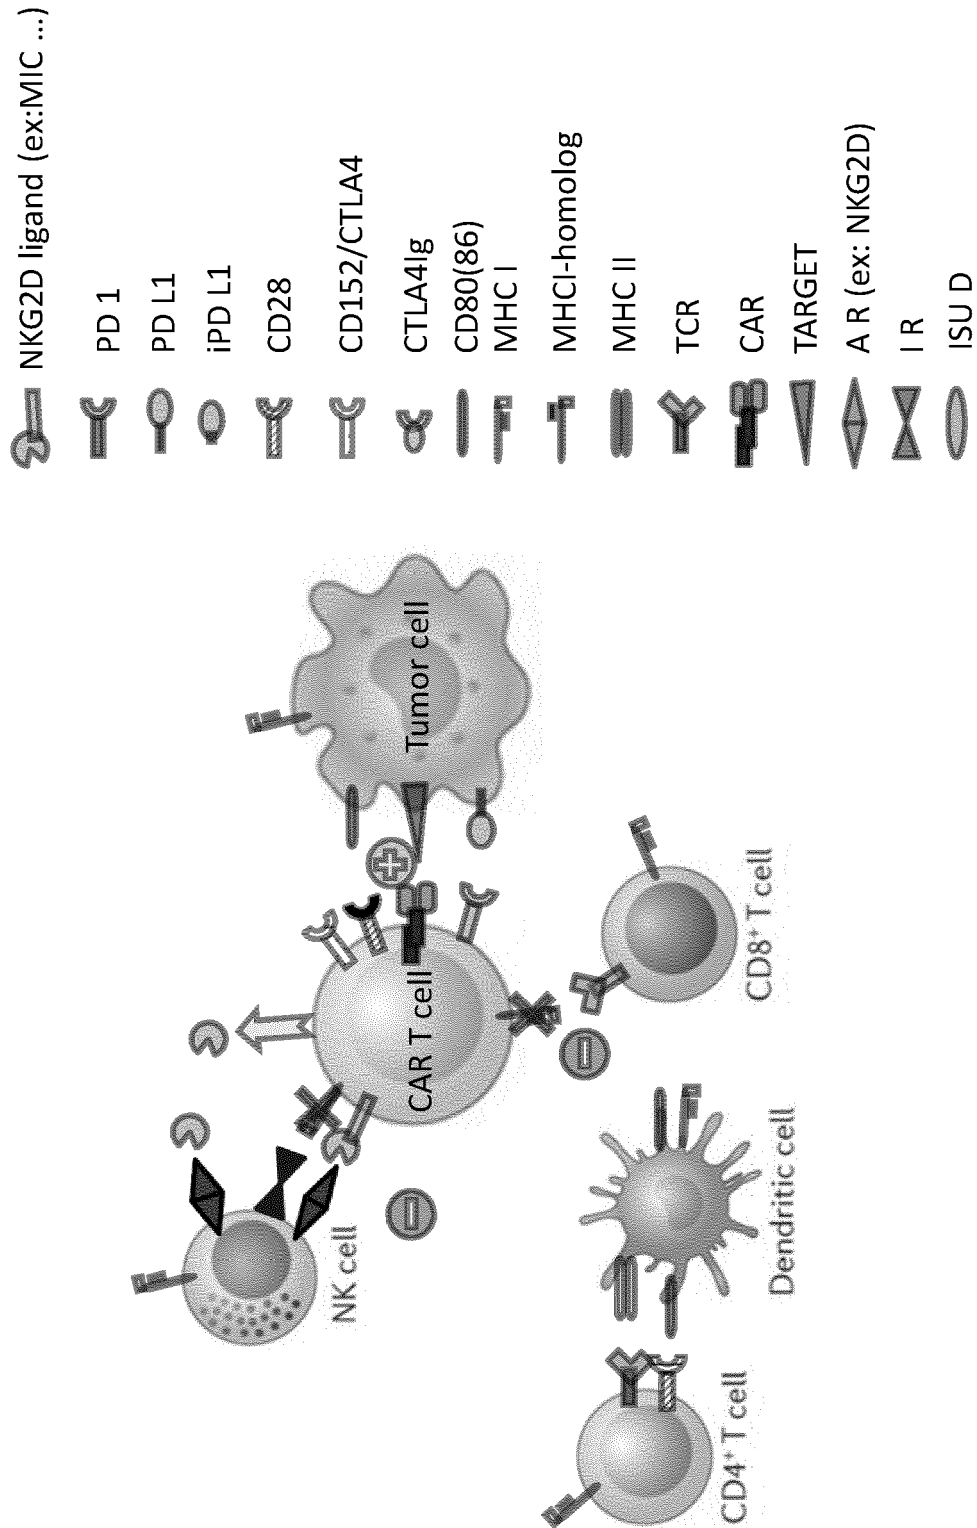 NKG2D ligand (ex:MIC ...)
PD 1
PD L1
iPD L1
CD28
CD152/CTLA4
CTLA4Ig
CD80(86)
MHC I
MHCI-homolog
MHC II
TCR
CAR
TARGET
A R (ex: NKG2D)
I R
ISU D
NK cell
CAR T cell
Tumor cell
CD4⁺ T cell
Dendritic cell
CD8⁺ T cell